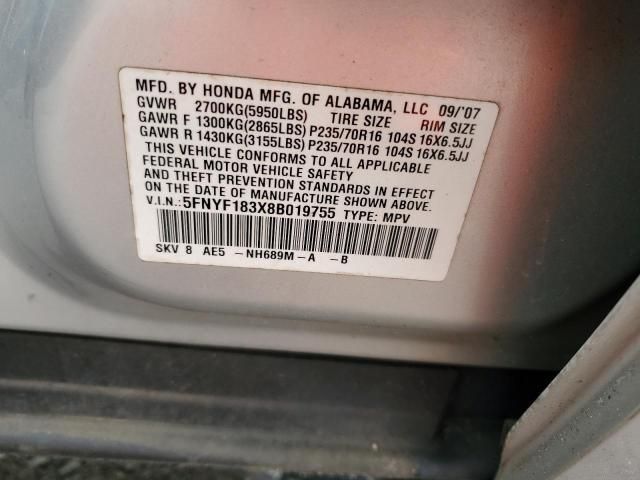 MFD. BY HONDA MFG. OF ALABAMA, LLC 09/'07
GVWR 2700KG(5950LBS) TIRE SIZE RIM SIZE
GAWR F 1300KG(2865LBS) P235/70R16 104S 16X6.5JJ
GAWR R 1430KG(3155LBS) P235/70R16 104S 16X6.5JJ
THIS VEHICLE CONFORMS TO ALL APPLICABLE
FEDERAL MOTOR VEHICLE SAFETY
AND THEFT PREVENTION STANDARDS IN EFFECT
ON THE DATE OF MANUFACTURE SHOWN ABOVE.
V.I.N.: 5FNYF183X8B019755 TYPE: MPV
SKV 8 AE5 -NH689M-A -B